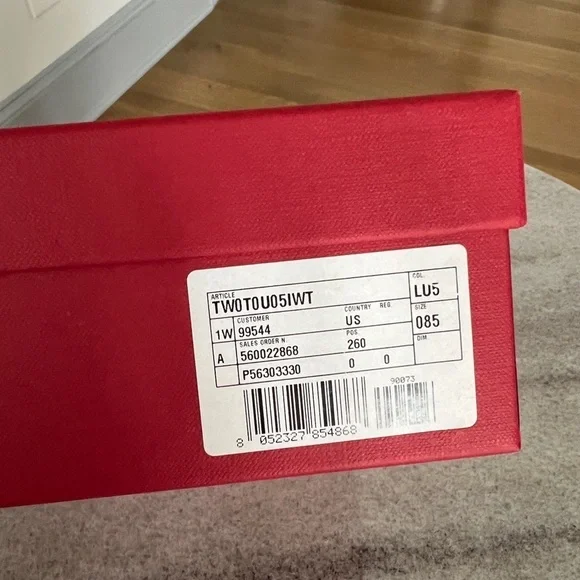 ARTICLE COL.
TW0T0U05IWT LU5
CUSTOMER COUNTRY REG. SIZE
1W 99544 US 085
SALES ORDER N POS. DIM.
A 560022868 260
P56303330 0 0
90073
8 052327 854868